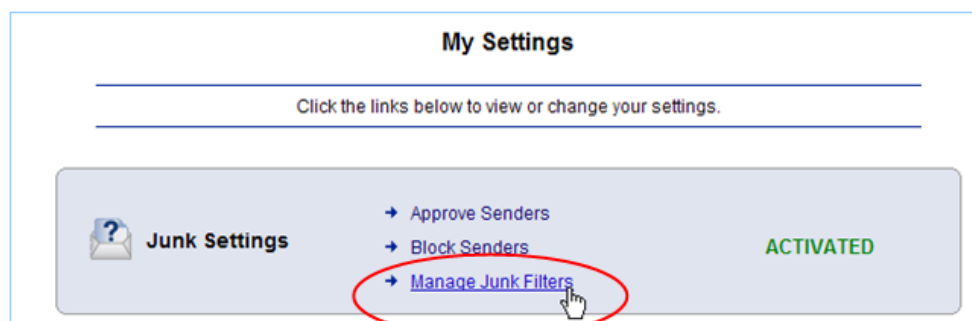 My Settings
Click the links below to view or change your settings.
Junk Settings
Approve Senders
Block Senders
Manage Junk Filters
ACTIVATED